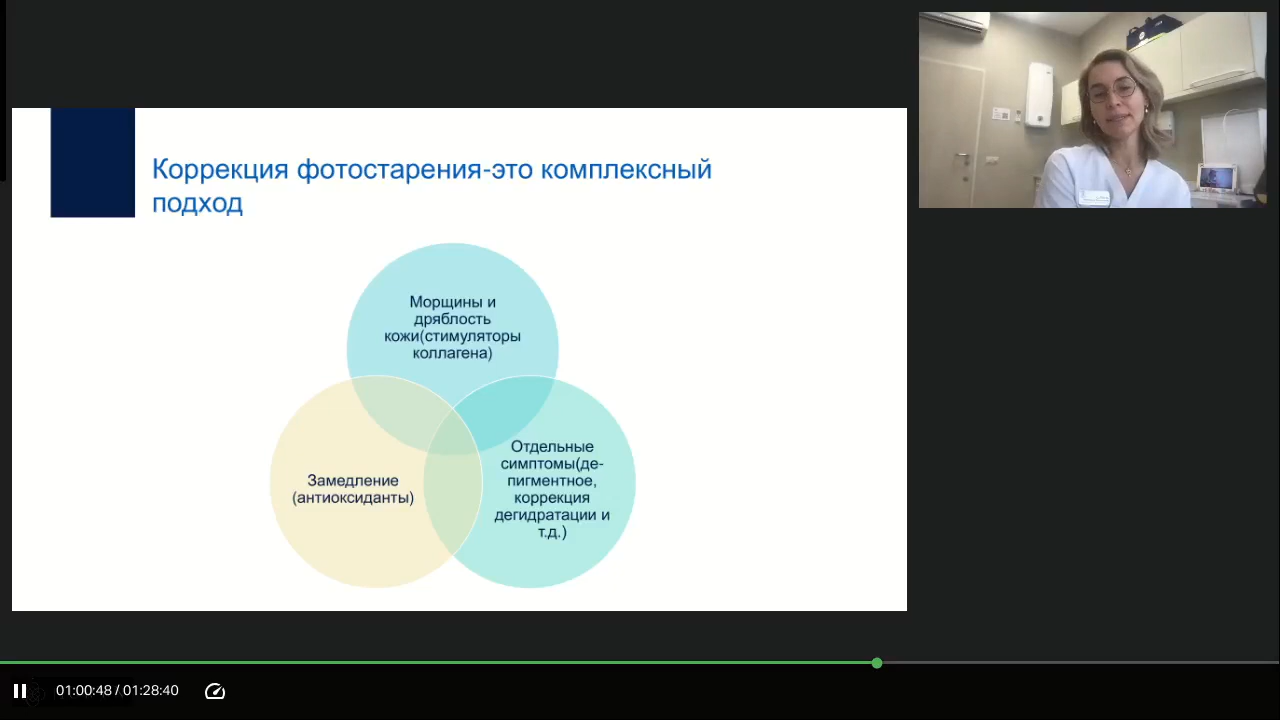 Коррекция фотостарения-это комплексный
подход
Морщины и
дряблость
кожи(стимуляторы
коллагена)
Замедление
(антиоксиданты)
Отдельные
симптомы(де-
пигментное,
коррекция
дегидратации и
т.д.)
01:00:48 / 01:28:40